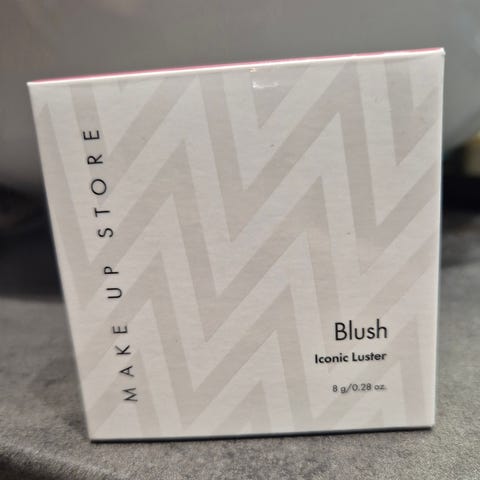 MAKE UP STORE
Blush
Iconic Luster
8 g/0.28 oz.